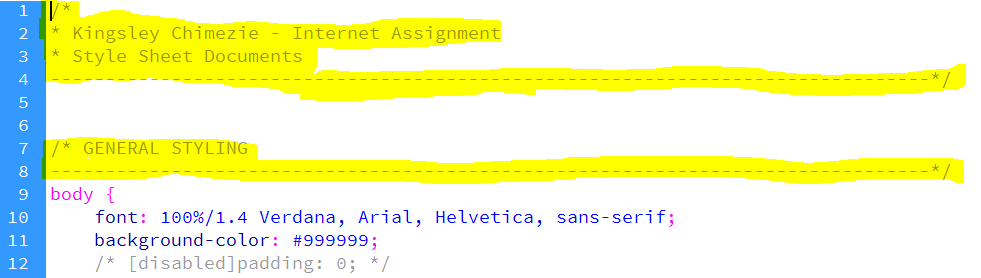 1 /*
2 * Kingsley Chimezie - Internet Assignment
3 * Style Sheet Documents
4 --------------------------------------------------------------------------------*/
5
6
7 /* GENERAL STYLING
8 --------------------------------------------------------------------------------*/
9 body {
10     font: 100%/1.4 Verdana, Arial, Helvetica, sans-serif;
11     background-color: #999999;
12     /* [disabled]padding: 0; */